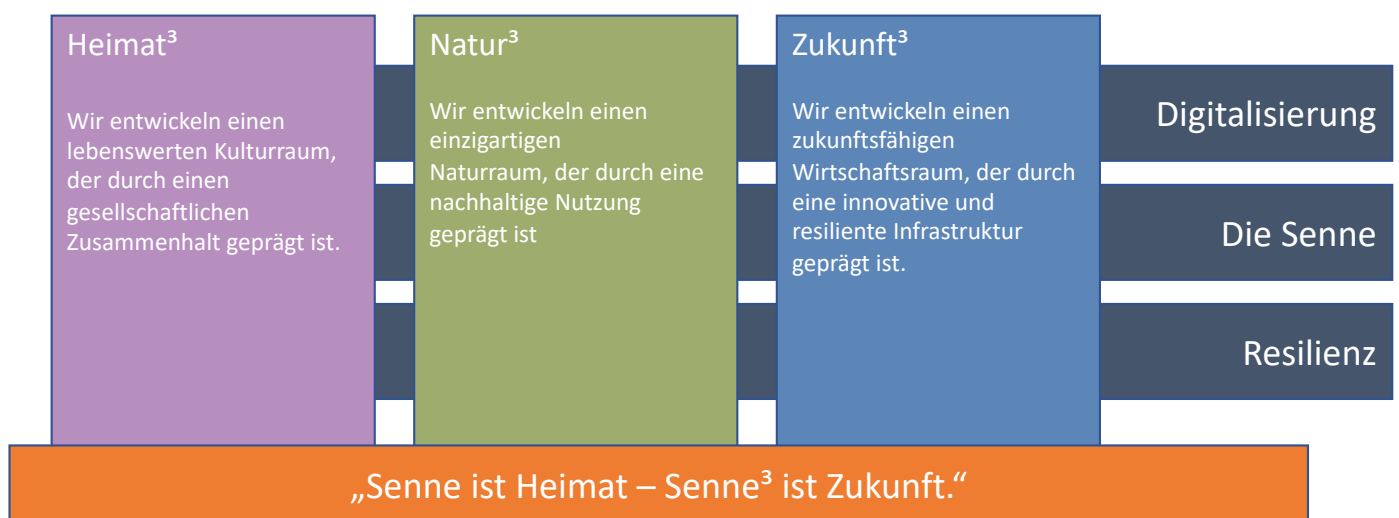 Heimat³
Wir entwickeln einen
lebenswerten Kulturraum,
der durch einen
gesellschaftlichen
Zusammenhalt geprägt ist.
Natur³
Wir entwickeln einen
einzigartigen
Naturraum, der durch eine
nachhaltige Nutzung
geprägt ist
Zukunft³
Wir entwickeln einen
zukunftsfähigen
Wirtschaftsraum, der durch
eine innovative und
resiliente Infrastruktur
geprägt ist.
Digitalisierung
Die Senne
Resilienz
„Senne ist Heimat – Senne³ ist Zukunft.“